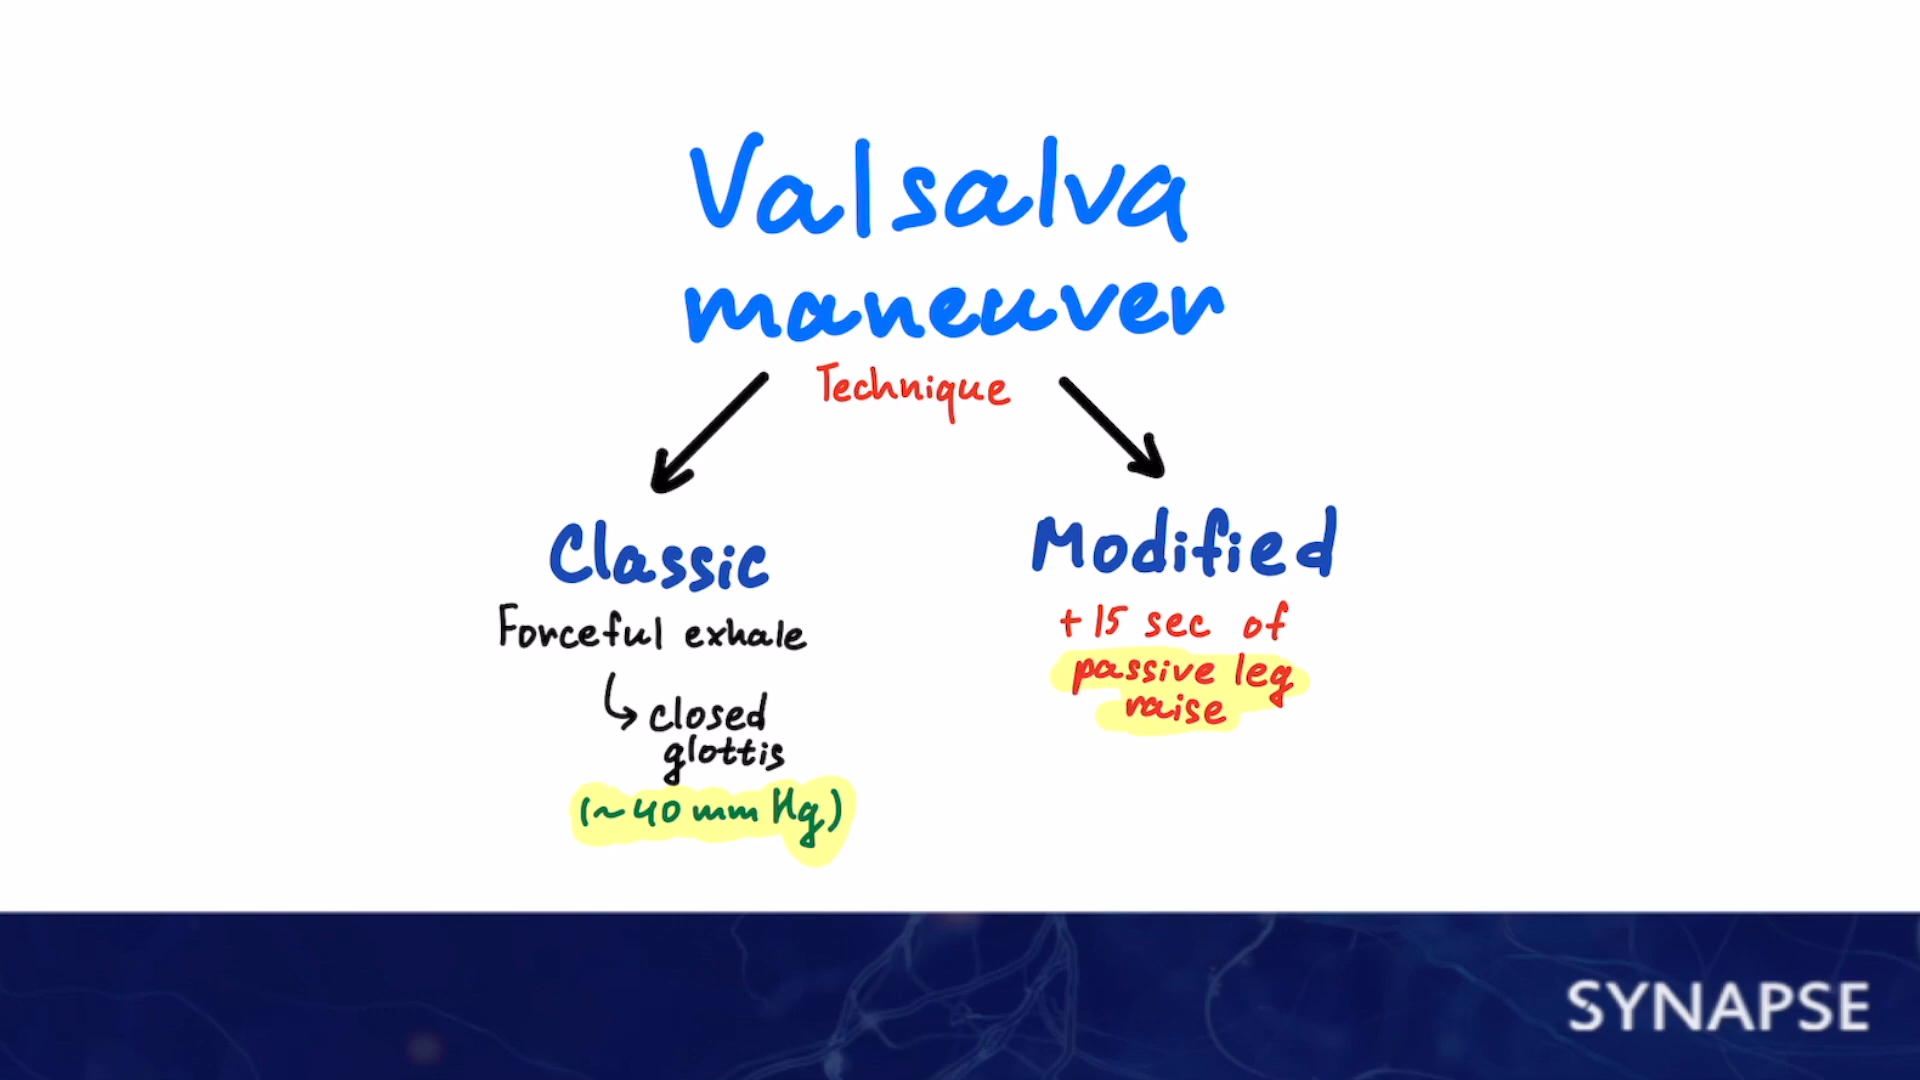 Valsalva
maneuver
Technique
Classic
Forceful exhale
closed
glottis
(~40 mm Hg)
Modified
+15 sec of
passive leg
raise
SYNAPSE